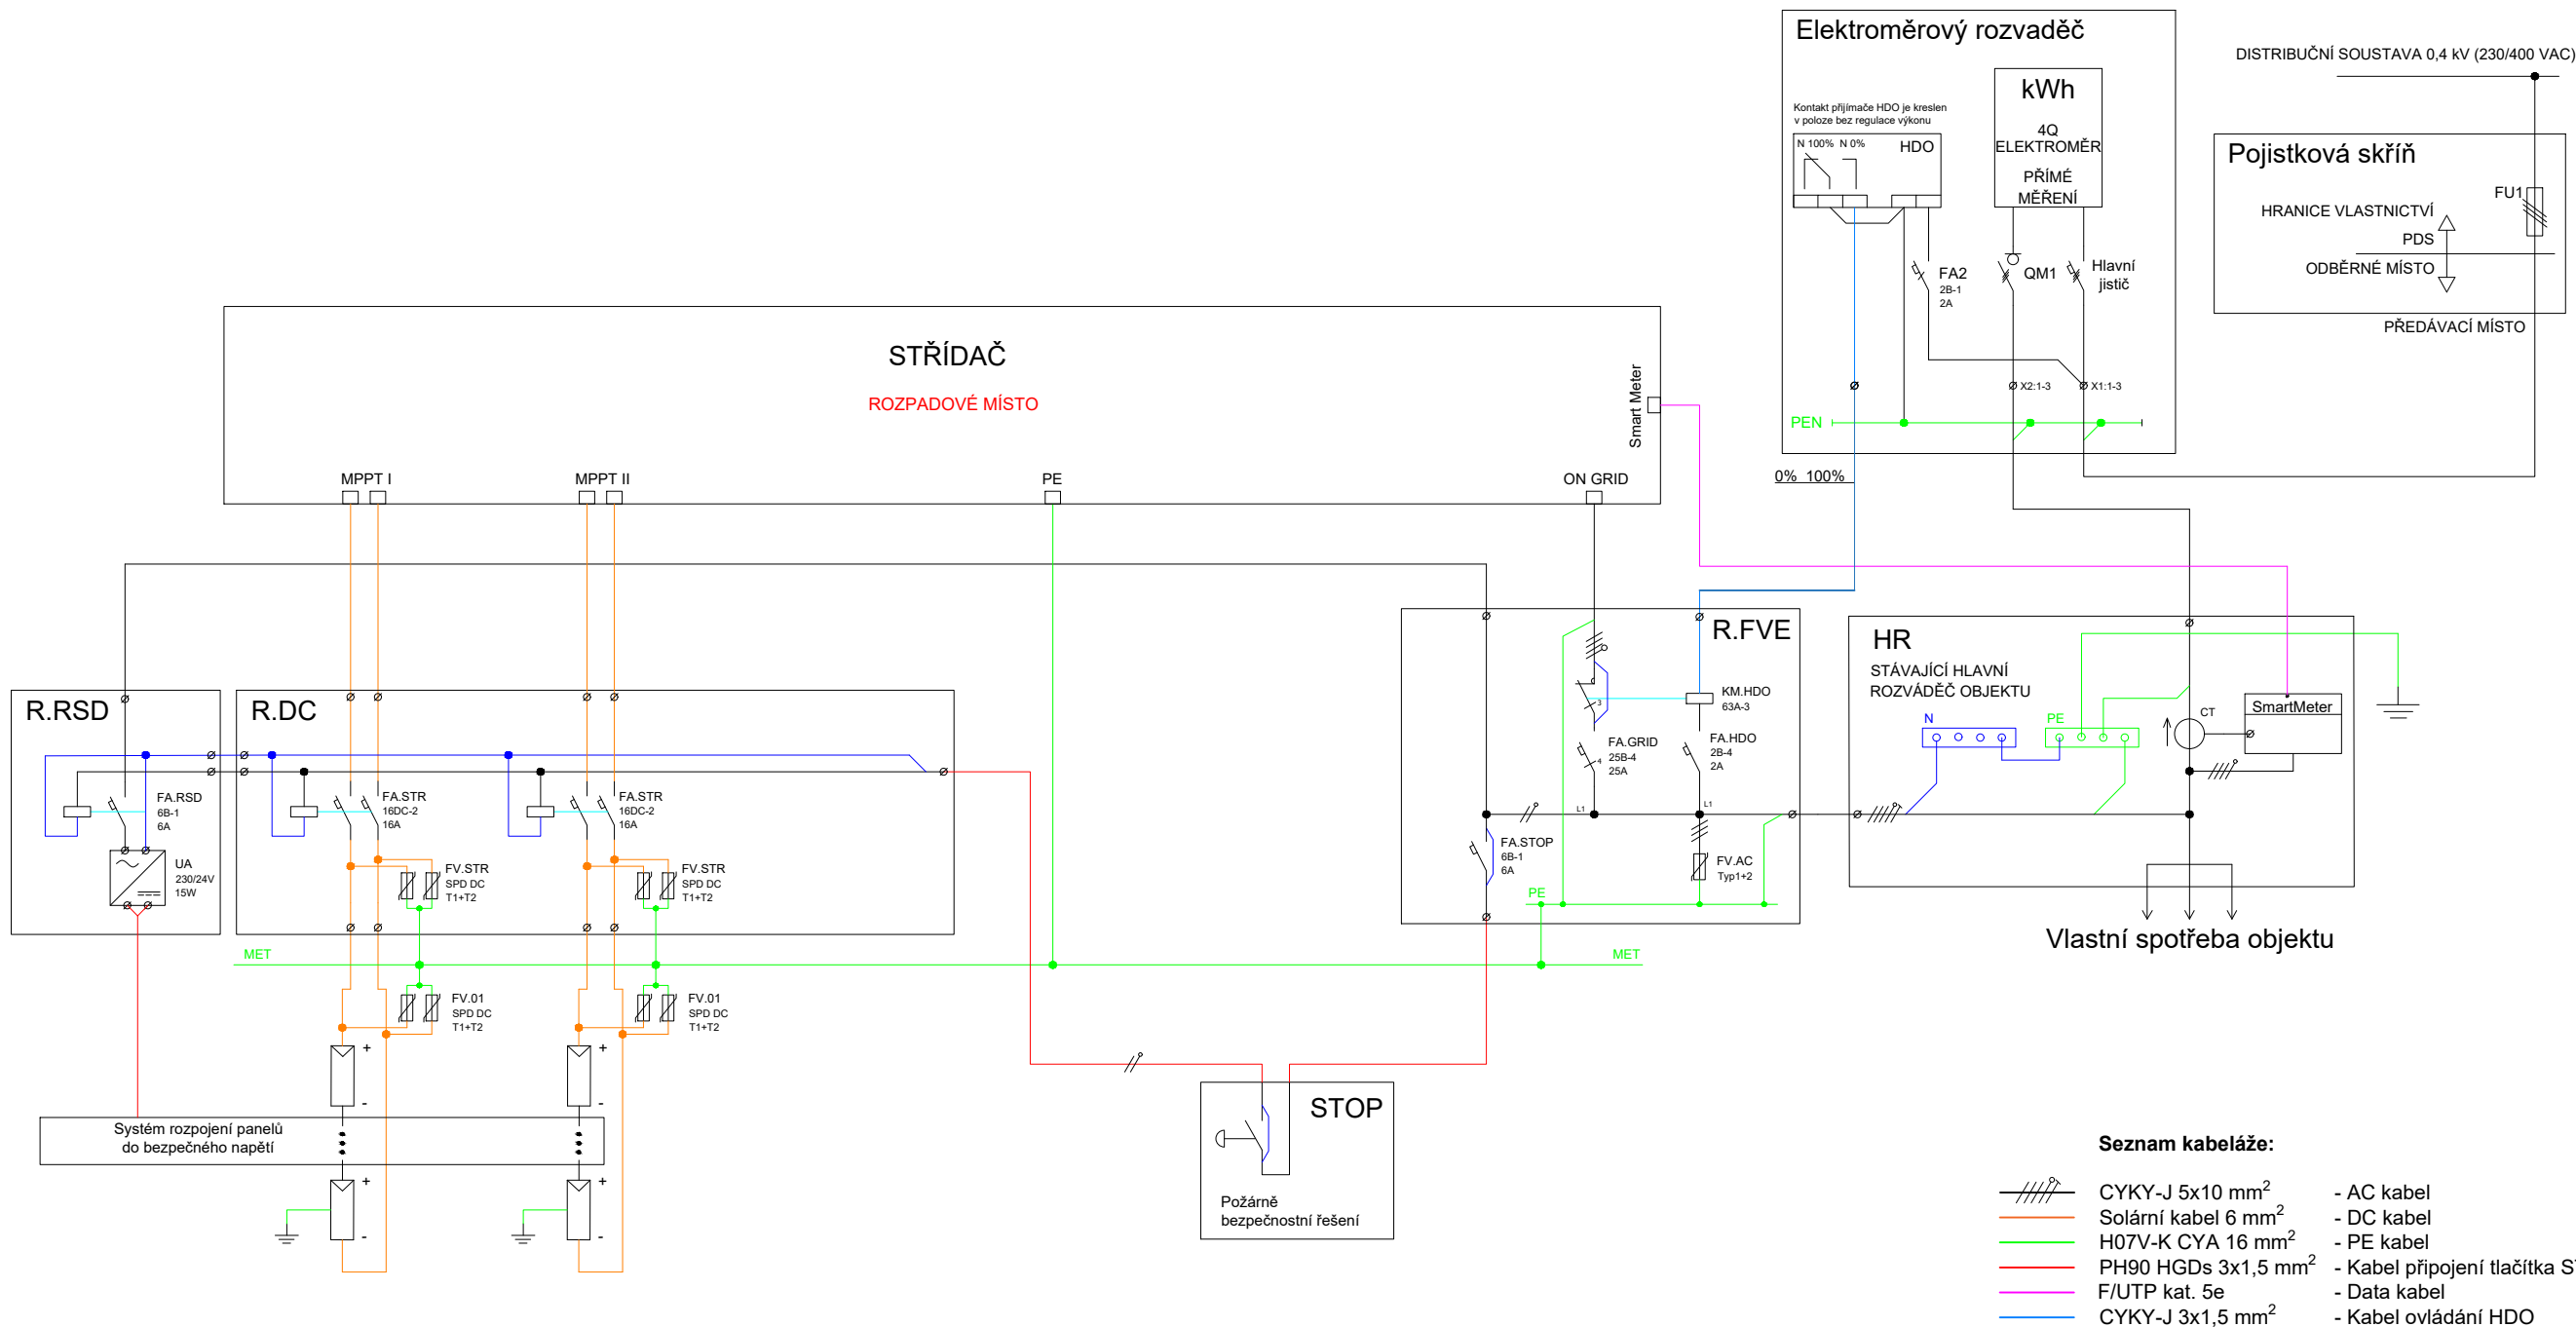 Elektroměrový rozvaděč
DISTRIBUČNÍ SOUSTAVA 0,4 kV (230/400 VAC)
kWh
4Q
ELEKTROMĚR
PŘÍMÉ
MĚŘENÍ
Kontakt přijímače HDO je kreslen
v poloze bez regulace výkonu
N 100% N 0%
HDO
FA2
2B-1
2A
QM1
Hlavní
jistič
X2:1-3
X1:1-3
PEN
0% 100%
Pojistková skříň
FU1
HRANICE VLASTNICTVÍ
PDS
ODBĚRNÉ MÍSTO
PŘEDÁVACÍ MÍSTO
STŘÍDAČ
ROZPADOVÉ MÍSTO
Smart Meter
MPPT I
MPPT II
PE
ON GRID
R.RSD
FA.RSD
6B-1
6A
UA
230/24V
15W
R.DC
FA.STR
16DC-2
16A
FA.STR
16DC-2
16A
FV.STR
SPD DC
T1+T2
FV.STR
SPD DC
T1+T2
MET
MET
FV.01
SPD DC
T1+T2
FV.01
SPD DC
T1+T2
+
-
+
-
Systém rozpojení panelů
do bezpečného napětí
+
-
+
-
R.FVE
KM.HDO
63A-3
3
FA.GRID
25B-4
25A
4
FA.HDO
2B-4
2A
L1
L1
FA.STOP
6B-1
6A
FV.AC
Typ1+2
PE
HR
STÁVAJÍCÍ HLAVNÍ
ROZVÁDĚČ OBJEKTU
N
PE
CT
SmartMeter
Vlastní spotřeba objektu
STOP
Požárně
bezpečnostní řešení
Seznam kabeláže:
CYKY-J 5x10 mm² - AC kabel
Solární kabel 6 mm² - DC kabel
H07V-K CYA 16 mm² - PE kabel
PH90 HGDs 3x1,5 mm² - Kabel připojení tlačítka
F/UTP kat. 5e - Data kabel
CYKY-J 3x1,5 mm² - Kabel ovládání HDO